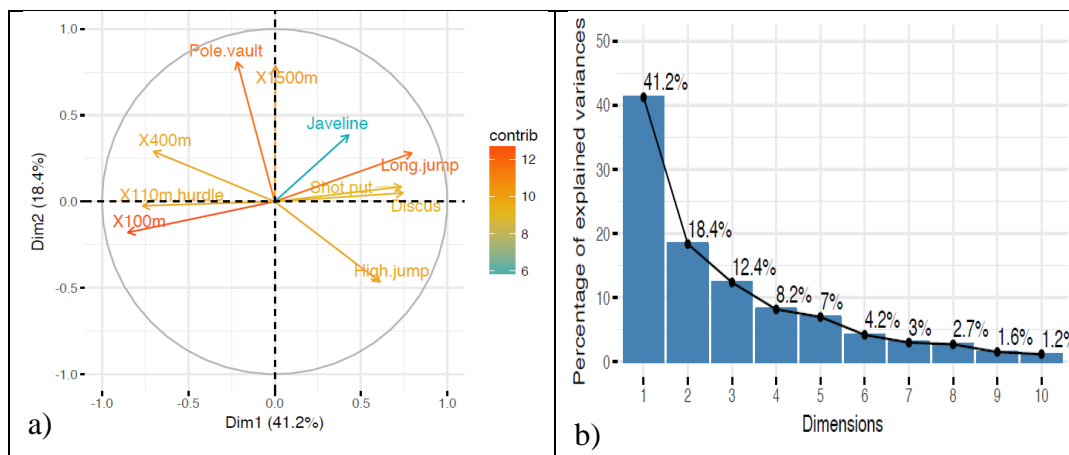 1.0
Pole.vault
X1500m
0.5
Javeline
X400m
Long.jump
X110m.hurdle
Shot.put
0.0
Discus
X100m
High.jump
-0.5
-1.0
Dim2 (18.4%)
-1.0 -0.5 0.0 0.5 1.0
Dim1 (41.2%)
contrib
12
10
8
6
a)
Percentage of explained variances
50
40
30
20
10
0
41.2%
18.4%
12.4%
8.2%
7%
4.2%
3%
2.7%
1.6%
1.2%
1 2 3 4 5 6 7 8 9 10
Dimensions
b)